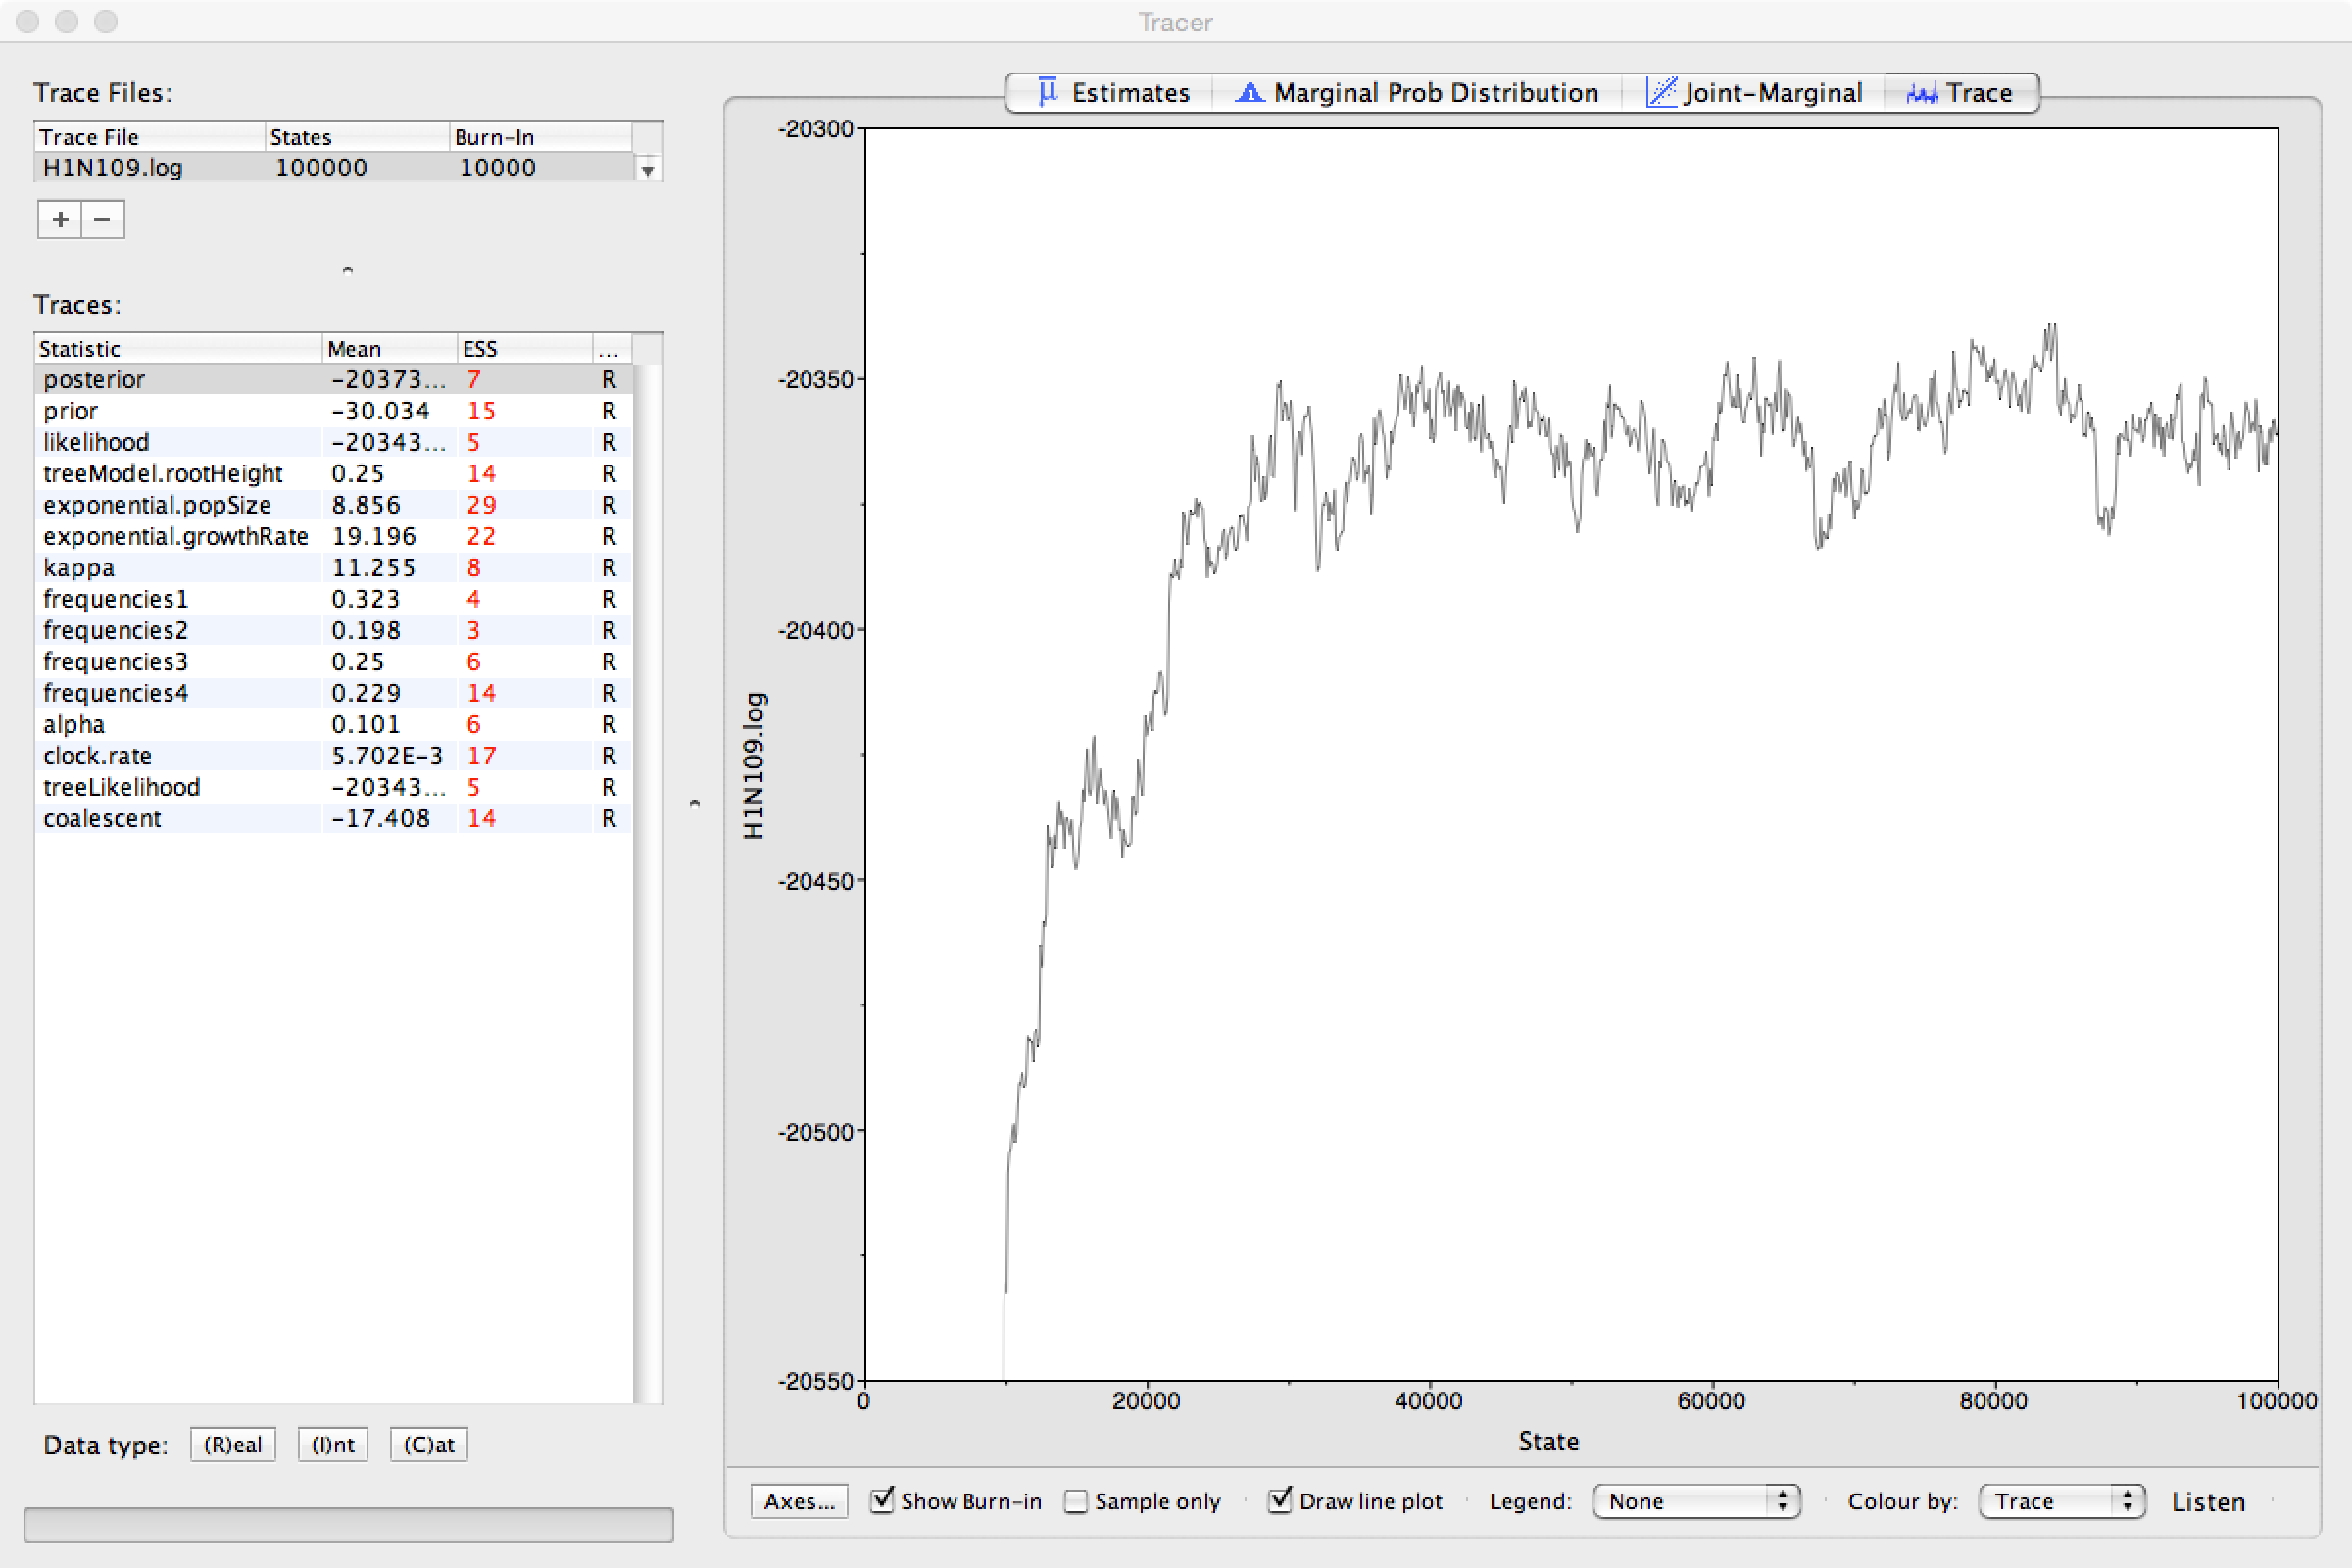 Tracer
Trace Files:
Trace File States Burn-In
H1N109.log 100000 10000
+ −
Traces:
Statistic Mean ESS ...
posterior -20373... 7 R
prior -30.034 15 R
likelihood -20343... 5 R
treeModel.rootHeight 0.25 14 R
exponential.popSize 8.856 29 R
exponential.growthRate 19.196 22 R
kappa 11.255 8 R
frequencies1 0.323 4 R
frequencies2 0.198 3 R
frequencies3 0.25 6 R
frequencies4 0.229 14 R
alpha 0.101 6 R
clock.rate 5.702E-3 17 R
treeLikelihood -20343... 5 R
coalescent -17.408 14 R
Data type: (R)eal (I)nt (C)at
μ Estimates Marginal Prob Distribution Joint-Marginal Trace
-20300
-20350
-20400
-20450
-20500
-20550
H1N109.log
0 20000 40000 60000 80000 100000
State
Axes... Show Burn-in Sample only Draw line plot Legend: None Colour by: Trace Listen